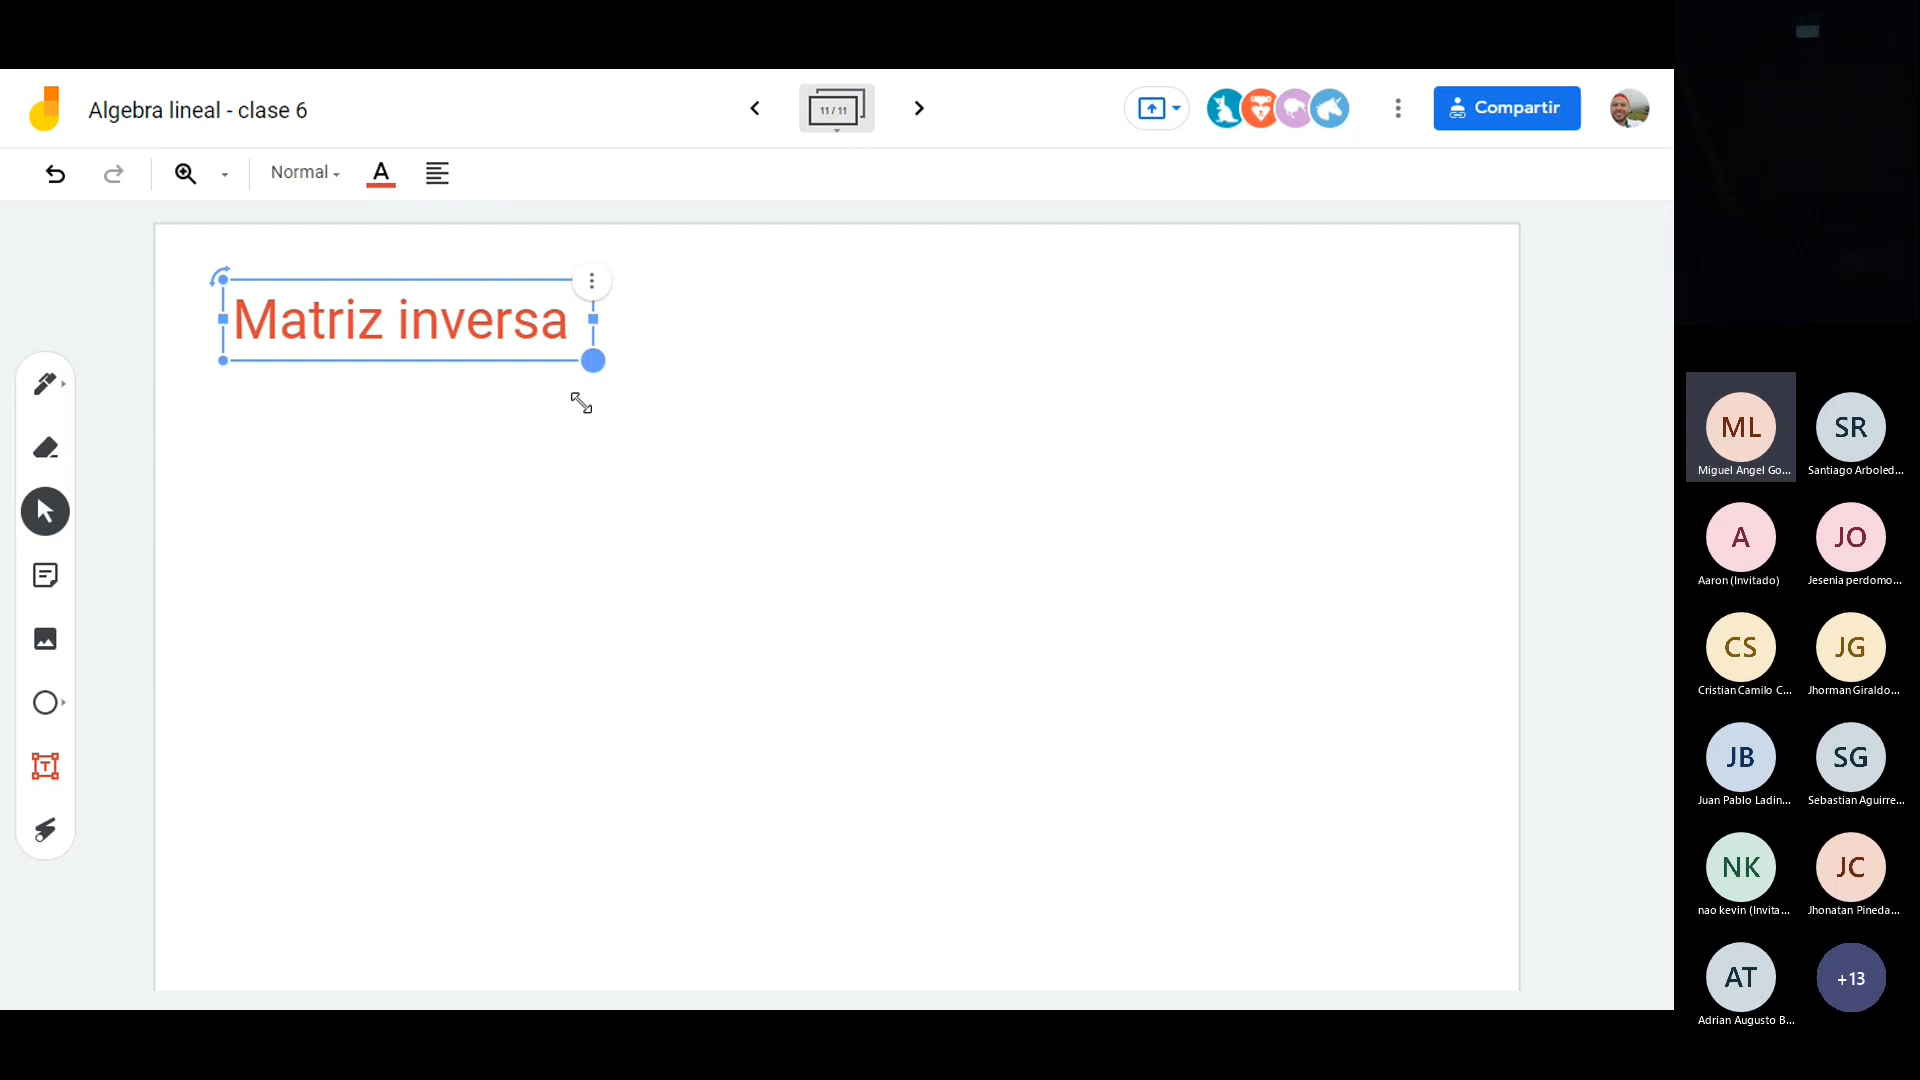 Algebra lineal - clase 6
11 / 11
Compartir
Normal
A
Matriz inversa
T
ML
Miguel Angel Go...
SR
Santiago Arboled...
A
Aaron (Invitado)
JO
Jesenia perdomo...
CS
Cristian Camilo C...
JG
Jhorman Giraldo...
JB
Juan Pablo Ladin...
SG
Sebastian Aguirre...
NK
nao kevin (Invita...
JC
Jhonatan Pineda...
AT
Adrian Augusto B...
+13